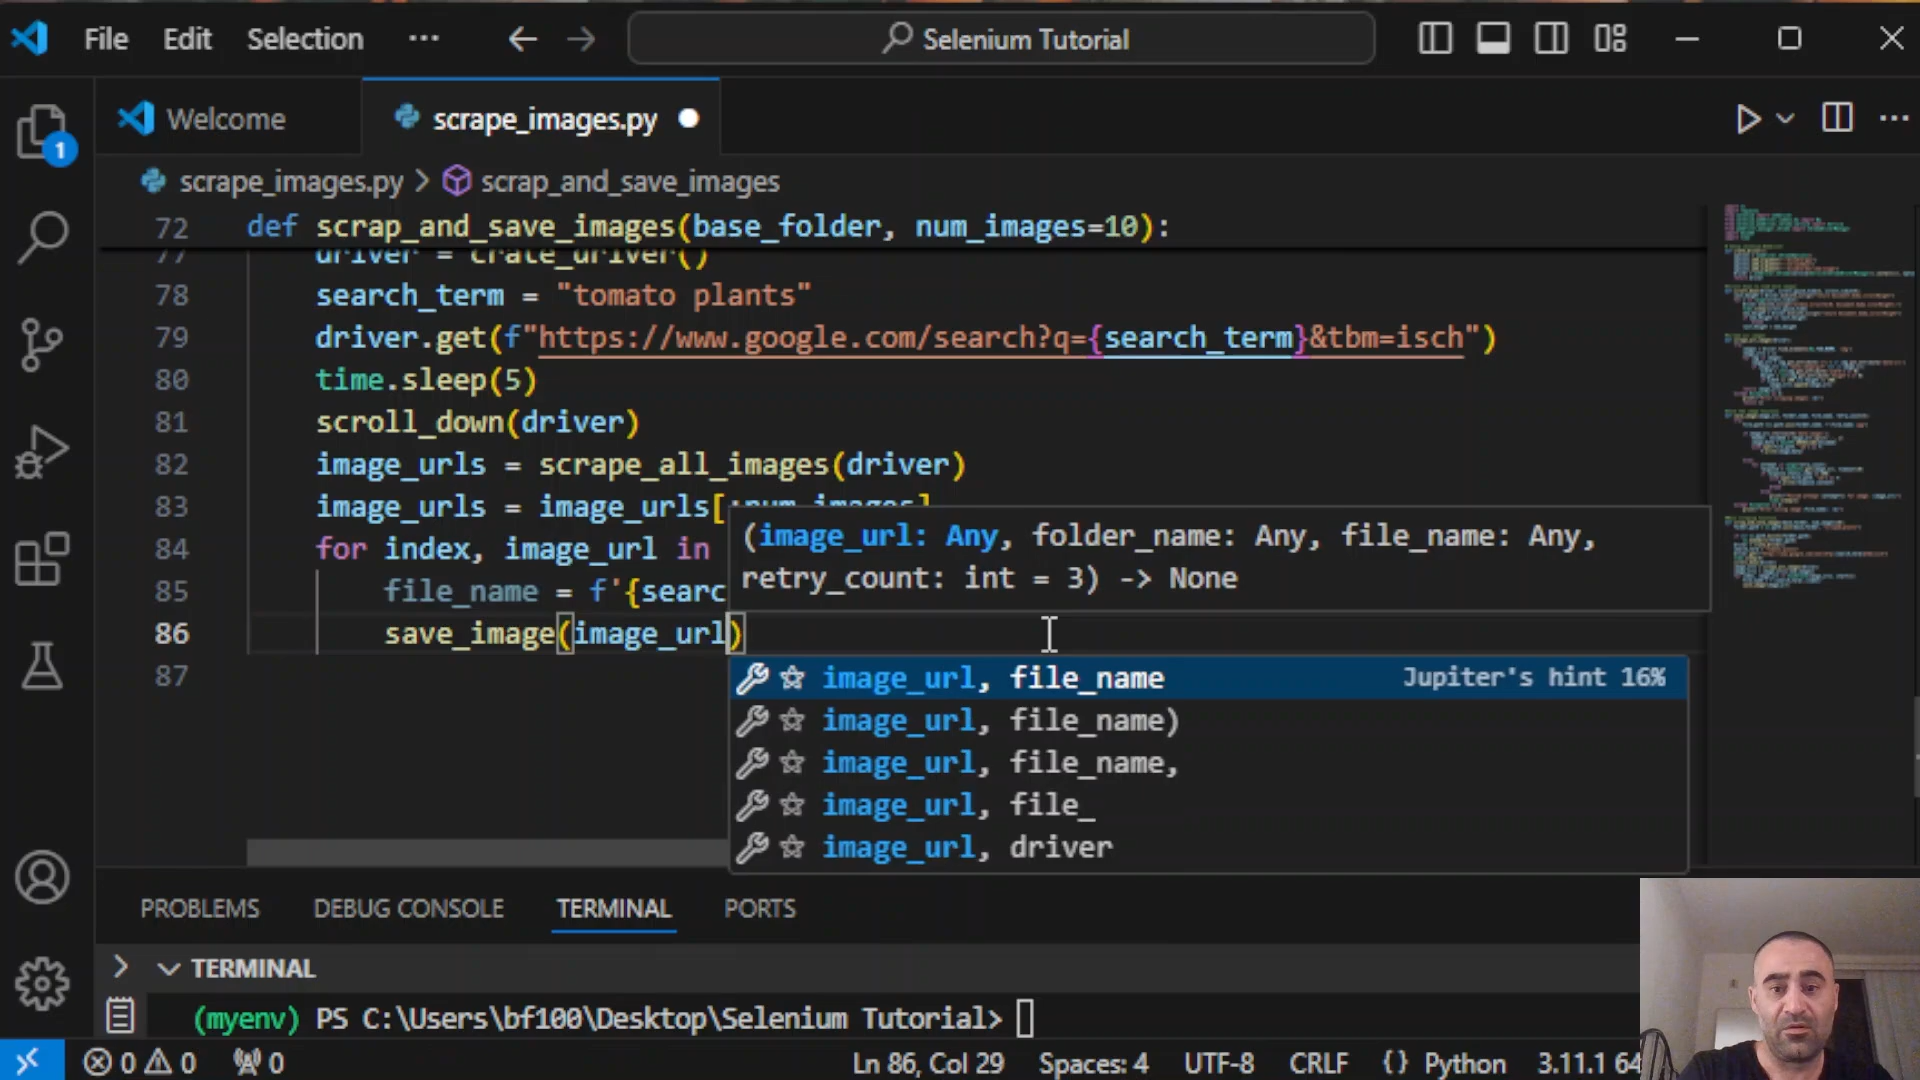 File Edit Selection ... Selenium Tutorial
Welcome scrape_images.py
scrape_images.py > scrap_and_save_images
72 def scrap_and_save_images(base_folder, num_images=10):
77 driver = crate_driver()
78 search_term = "tomato plants"
79 driver.get(f"https://www.google.com/search?q={search_term}&tbm=isch")
80 time.sleep(5)
81 scroll_down(driver)
82 image_urls = scrape_all_images(driver)
83 image_urls = image_urls[:num_images]
84 for index, image_url in
(image_url: Any, folder_name: Any, file_name: Any,
retry_count: int = 3) -> None
85 file_name = f'{searc
86 save_image(image_url)
87
image_url, file_name Jupiter's hint 16%
image_url, file_name)
image_url, file_name,
image_url, file_
image_url, driver
PROBLEMS DEBUG CONSOLE TERMINAL PORTS
TERMINAL
(myenv) PS C:\Users\bf100\Desktop\Selenium Tutorial>
0 0 0 Ln 86, Col 29 Spaces: 4 UTF-8 CRLF {} Python 3.11.1 64
1